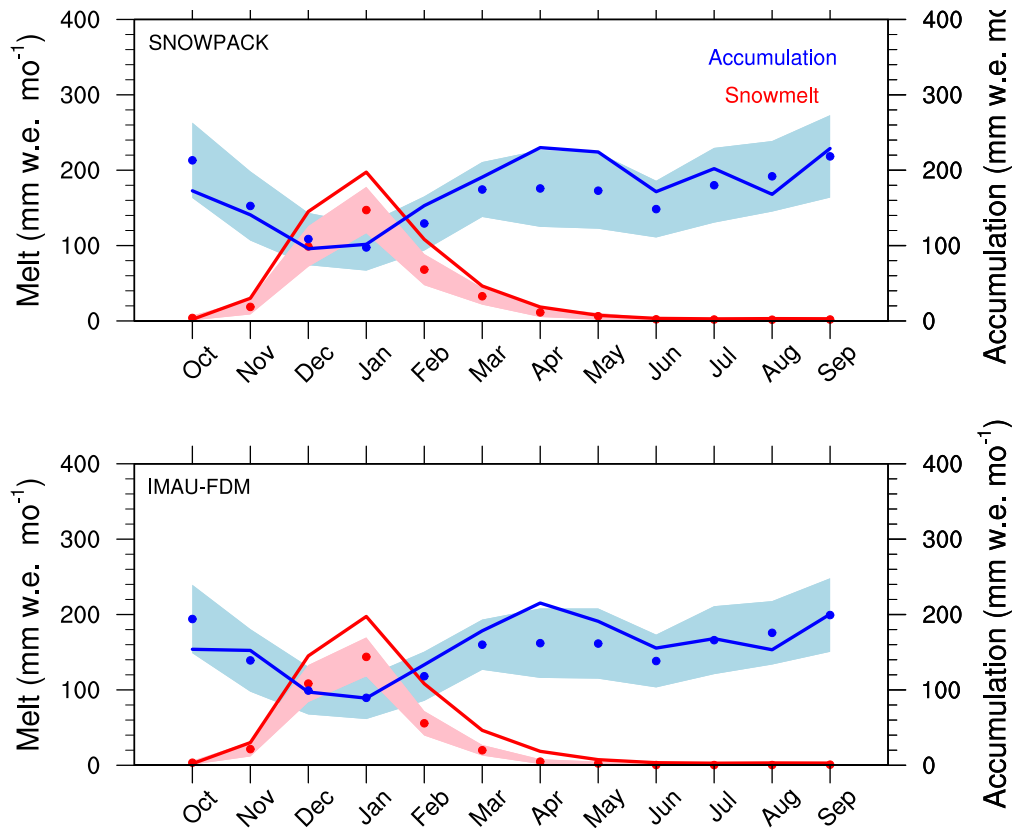 SNOWPACK
Accumulation
Snowmelt
Melt (mm w.e. mo⁻¹)
400
300
200
100
0
400
300
200
100
0
Accumulation (mm w.e. mo
Oct Nov Dec Jan Feb Mar Apr May Jun Jul Aug Sep
IMAU-FDM
Melt (mm w.e. mo⁻¹)
400
300
200
100
0
400
300
200
100
0
Accumulation (mm w.e. mo⁻¹)
Oct Nov Dec Jan Feb Mar Apr May Jun Jul Aug Sep